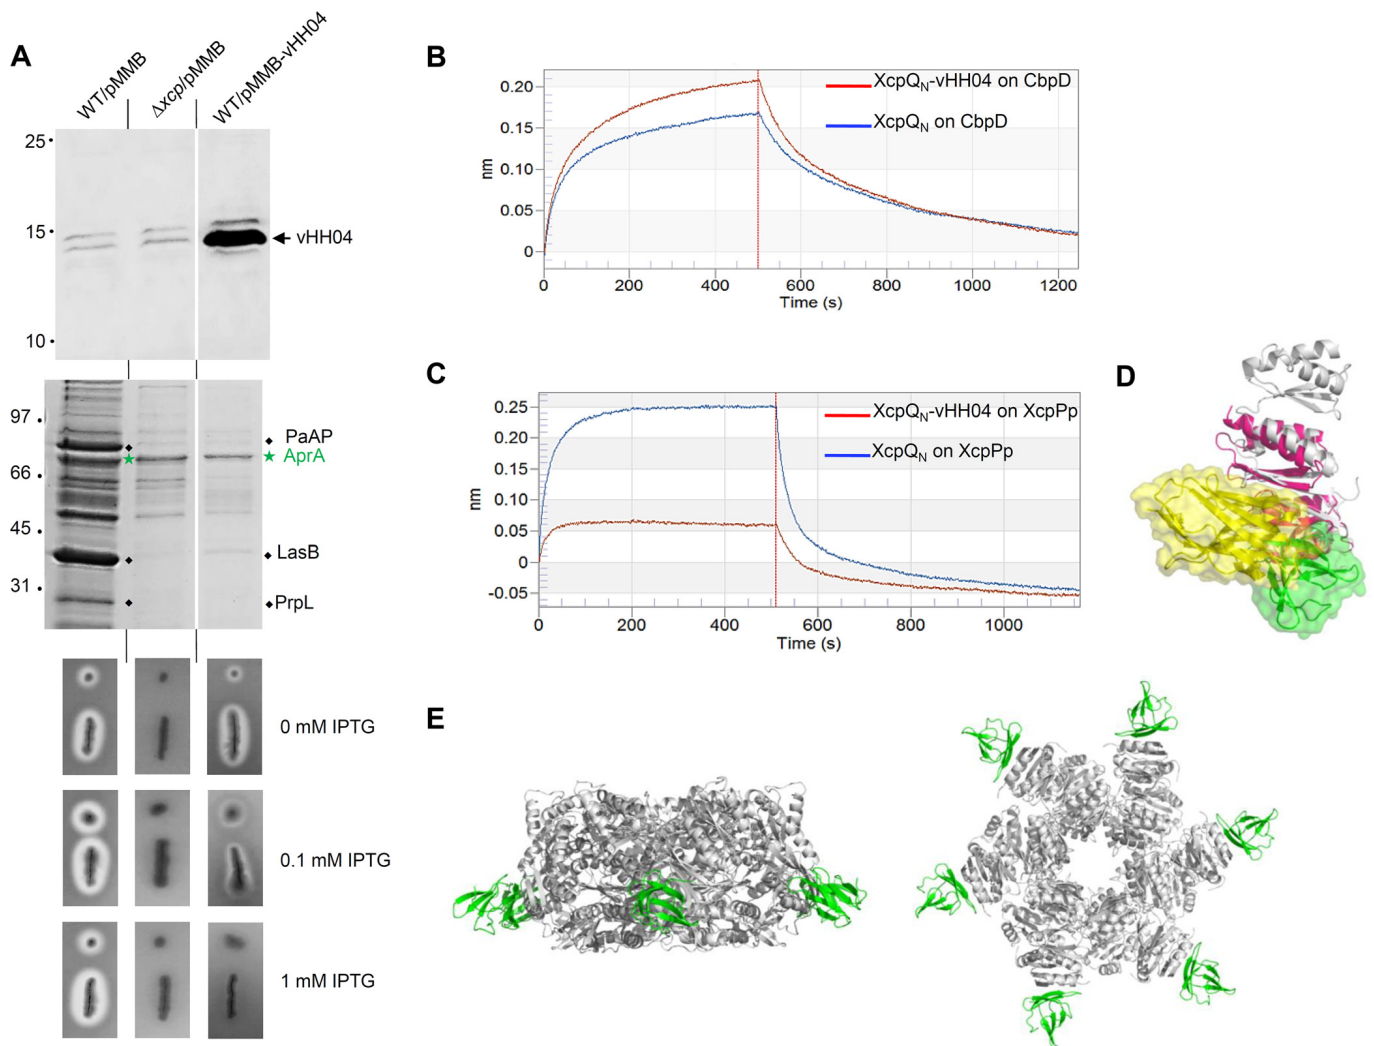 A
WT/pMMB
Δxcp/pMMB
WT/pMMB-vHH04
25
15
10
vHH04
97
66
45
31
PaAP
AprA
LasB
PrpL
0 mM IPTG
0.1 mM IPTG
1 mM IPTG
B
0.20
0.15
0.10
0.05
0
nm
0 200 400 600 800 1000 1200
Time (s)
XcpQN-vHH04 on CbpD
XcpQN on CbpD
C
0.25
0.20
0.15
0.10
0.05
0
-0.05
nm
0 200 400 600 800 1000
Time (s)
XcpQN-vHH04 on XcpPp
XcpQN on XcpPp
D
E